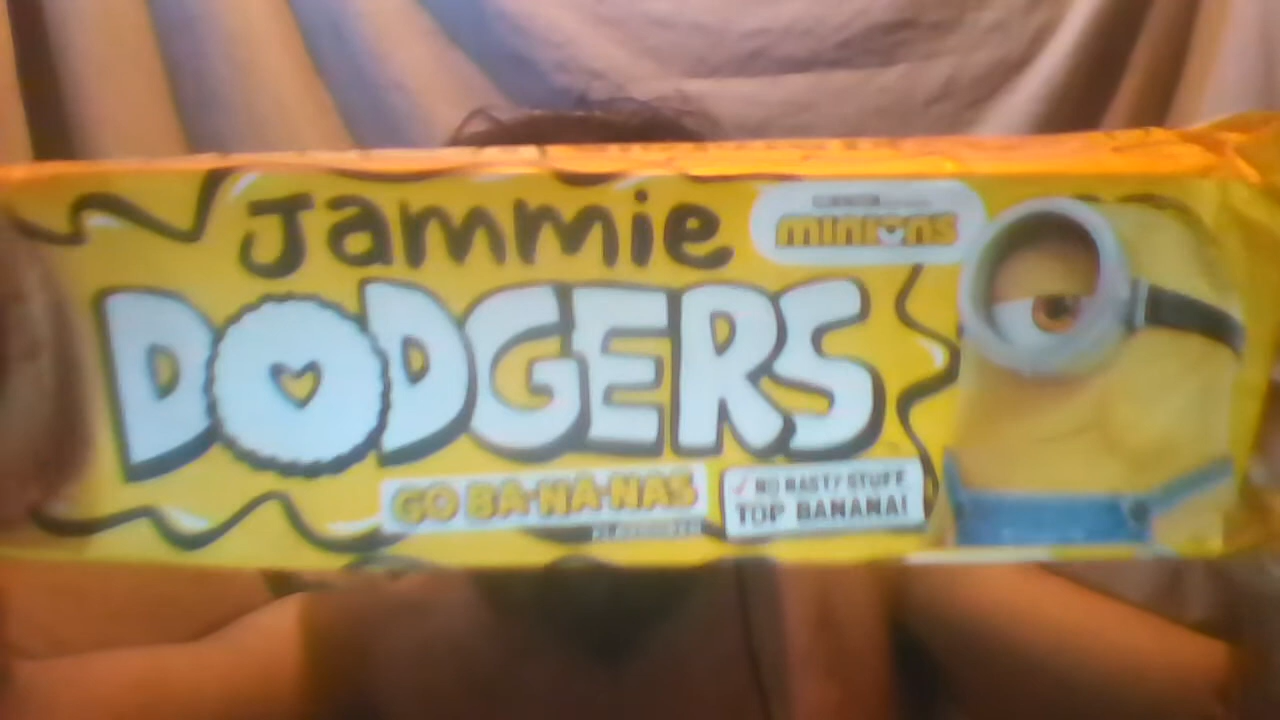 Jammie
minions
DODGERS
GO BA-NA-NAS
NO NASTY STUFF
TOP BANANA!